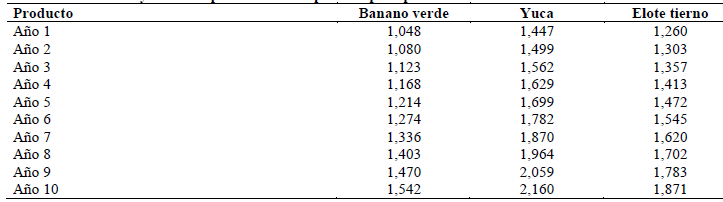 Producto Banano verde Yuca Elote tierno
Año 1 1,048 1,447 1,260
Año 2 1,080 1,499 1,303
Año 3 1,123 1,562 1,357
Año 4 1,168 1,629 1,413
Año 5 1,214 1,699 1,472
Año 6 1,274 1,782 1,545
Año 7 1,336 1,870 1,620
Año 8 1,403 1,964 1,702
Año 9 1,470 2,059 1,783
Año 10 1,542 2,160 1,871